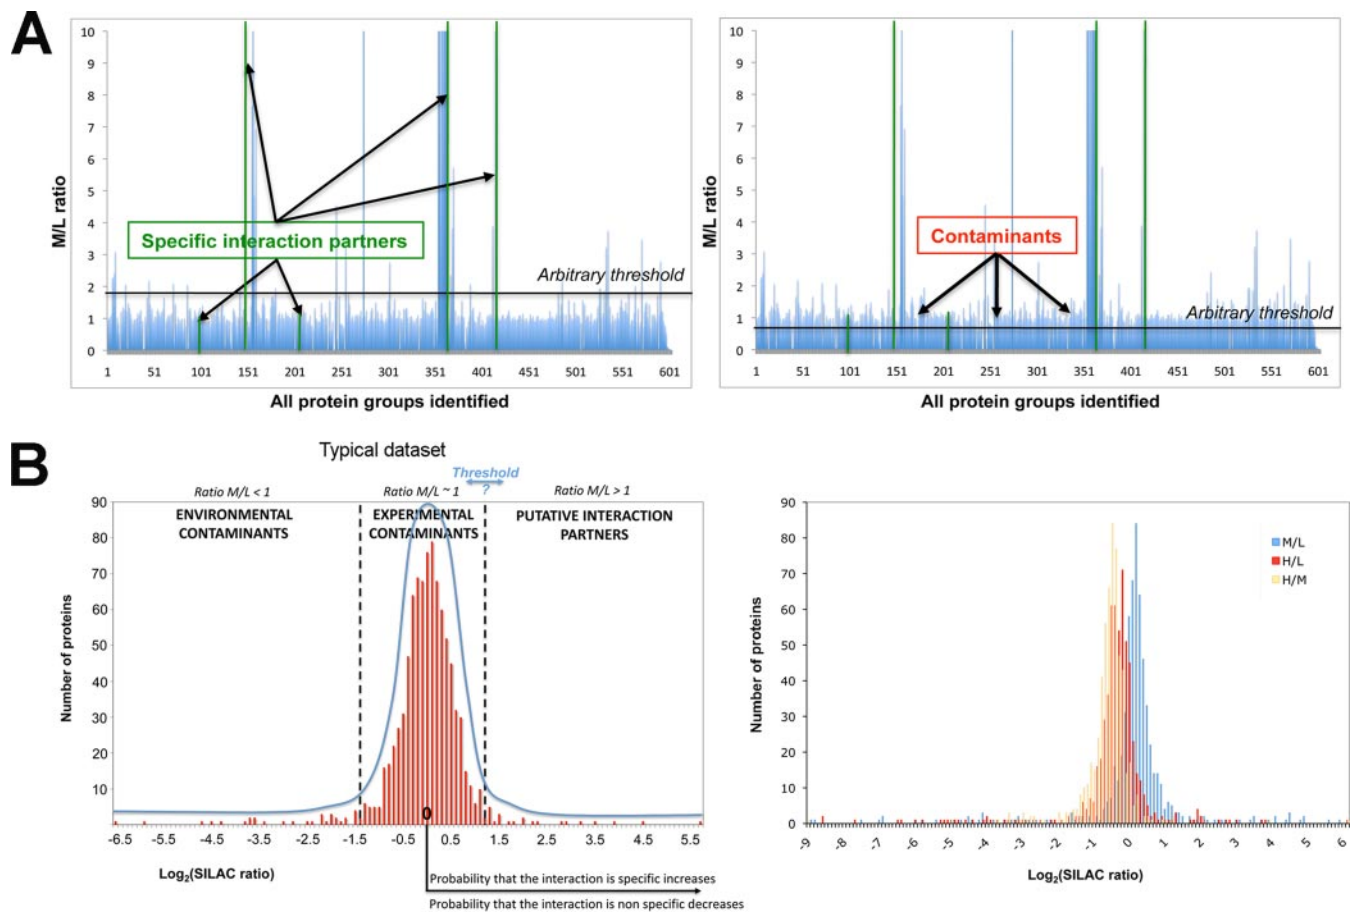 A
10
9
8
7
6
5
4
3
2
1
0
M/L ratio
Specific interaction partners
Arbitrary threshold
1 51 101 151 201 251 351 401 451 501 551 601
All protein groups identified
10
9
8
7
6
5
4
3
2
1
0
M/L ratio
Contaminants
Arbitrary threshold
1 51 101 151 201 251 301 351 401 451 501 551 601
All protein groups identified
B
Typical dataset
Threshold
?
Ratio M/L < 1
Ratio M/L ~ 1
Ratio M/L > 1
ENVIRONMENTAL
CONTAMINANTS
EXPERIMENTAL
CONTAMINANTS
PUTATIVE INTERACTION
PARTNERS
90
80
70
60
50
40
30
20
10
Number of proteins
0
-6.5 -5.5 -4.5 -3.5 -2.5 -1.5 -0.5 0.5 1.5 2.5 3.5 4.5 5.5
Log2(SILAC ratio)
Probability that the interaction is specific increases
Probability that the interaction is non specific decreases
90
80
70
60
50
40
30
20
10
0
Number of proteins
M/L
H/L
H/M
-9 -8 -7 -6 -5 -4 -3 -2 -1 0 1 2 3 4 5 6
Log2(SILAC ratio)